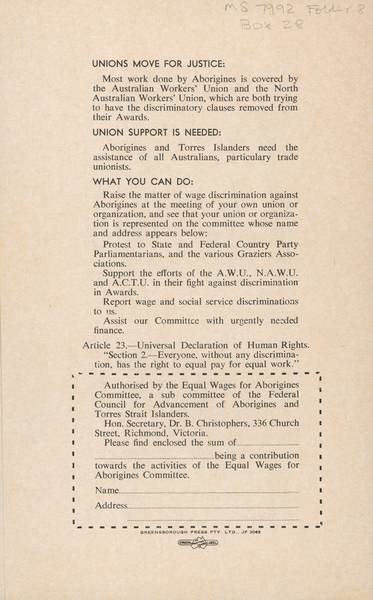 MS 7992 Folder 8
Box 28
UNIONS MOVE FOR JUSTICE:
Most work done by Aborigines is covered by
the Australian Workers' Union and the North
Australian Workers' Union, which are both trying
to have the discriminatory clauses removed from
their Awards.
UNION SUPPORT IS NEEDED:
Aborigines and Torres Islanders need the
assistance of all Australians, particulary trade
unionists.
WHAT YOU CAN DO:
Raise the matter of wage discrimination against
Aborigines at the meeting of your own union or
organization, and see that your union or organiza-
tion is represented on the committee whose name
and address appears below:
Protest to State and Federal Country Party
Parliamentarians, and the various Graziers Asso-
ciations.
Support the efforts of the A.W.U., N.A.W.U.
and A.C.T.U. in their fight against discrimination
in Awards.
Report wage and social service discriminations
to us.
Assist our Committee with urgently needed
finance.
Article 23.—Universal Declaration of Human Rights.
"Section 2.—Everyone, without any discrimina-
tion, has the right to equal pay for equal work."
Authorised by the Equal Wages for Aborigines
Committee, a sub committee of the Federal
Council for Advancement of Aborigines and
Torres Strait Islanders.
Hon. Secretary, Dr. B. Christophers, 336 Church
Street, Richmond, Victoria.
Please find enclosed the sum of
being a contribution
towards the activities of the Equal Wages for
Aborigines Committee.
Name
Address
GREENSBOROUGH PRESS PTY. LTD., JF 3048